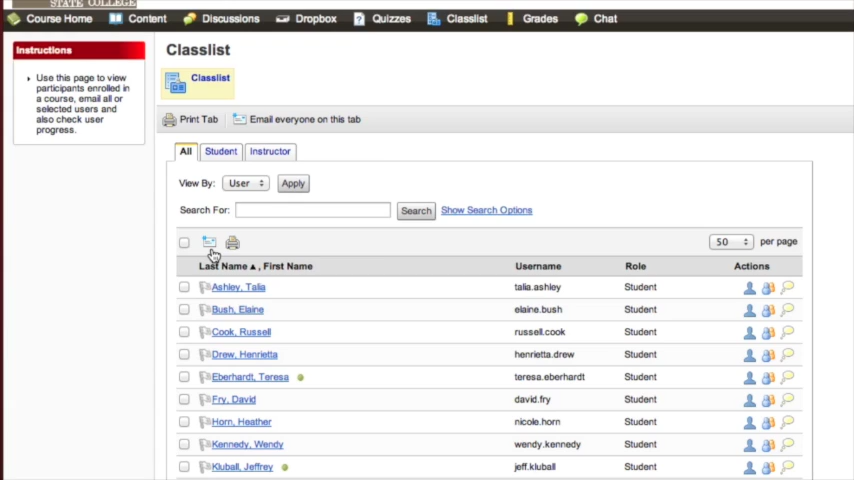 STATE COLLEGE
Course Home Content Discussions Dropbox Quizzes Classlist Grades Chat
Instructions
Use this page to view
participants enrolled in
a course, email all or
selected users and
also check user
progress.
Classlist
Classlist
Print Tab Email everyone on this tab
All Student Instructor
View By: User Apply
Search For: Search Show Search Options
50 per page
Last Name ▲, First Name Username Role Actions
Ashley, Talia talia.ashley Student
Bush, Elaine elaine.bush Student
Cook, Russell russell.cook Student
Drew, Henrietta henrietta.drew Student
Eberhardt, Teresa teresa.eberhardt Student
Fry, David david.fry Student
Horn, Heather nicole.horn Student
Kennedy, Wendy wendy.kennedy Student
Kluball, Jeffrey jeff.kluball Student